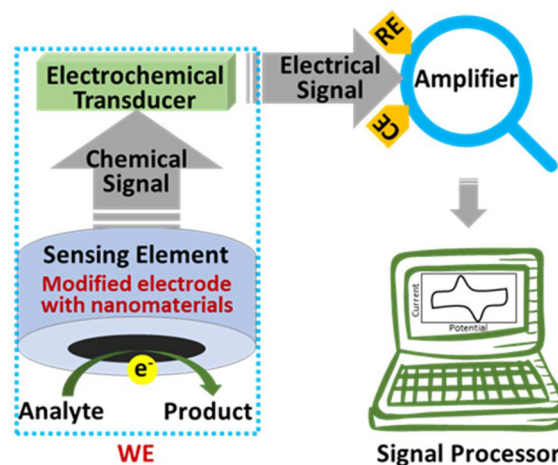 Electrochemical
Transducer
Chemical
Signal
Sensing Element
Modified electrode
with nanomaterials
e-
Analyte
Product
WE
Electrical
Signal
RE
CE
Amplifier
Current
Potential
Signal Processor